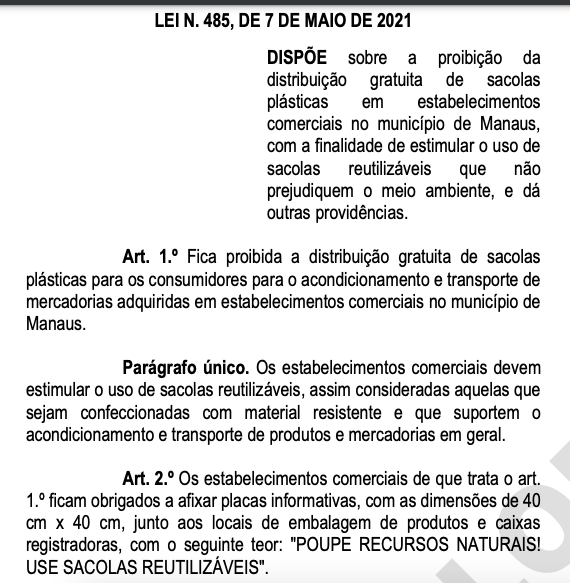 LEI N. 485, DE 7 DE MAIO DE 2021
DISPÕE sobre a proibição da
distribuição gratuita de sacolas
plásticas em estabelecimentos
comerciais no município de Manaus,
com a finalidade de estimular o uso de
sacolas reutilizáveis que não
prejudiquem o meio ambiente, e dá
outras providências.
Art. 1.º Fica proibida a distribuição gratuita de sacolas
plásticas para os consumidores para o acondicionamento e transporte de
mercadorias adquiridas em estabelecimentos comerciais no município de
Manaus.
Parágrafo único. Os estabelecimentos comerciais devem
estimular o uso de sacolas reutilizáveis, assim consideradas aquelas que
sejam confeccionadas com material resistente e que suportem o
acondicionamento e transporte de produtos e mercadorias em geral.
Art. 2.º Os estabelecimentos comerciais de que trata o art.
1.º ficam obrigados a afixar placas informativas, com as dimensões de 40
cm x 40 cm, junto aos locais de embalagem de produtos e caixas
registradoras, com o seguinte teor: "POUPE RECURSOS NATURAIS!
USE SACOLAS REUTILIZÁVEIS".